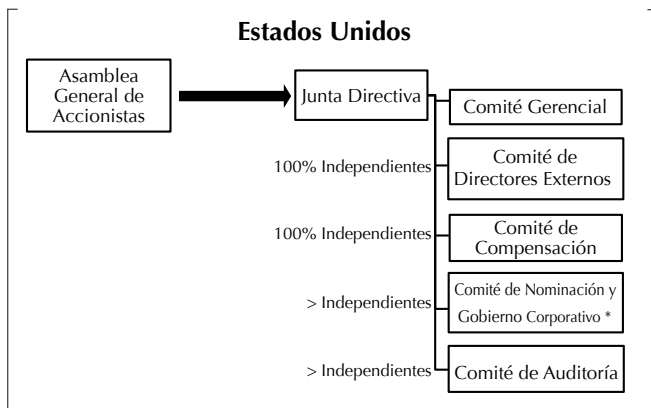 Estados Unidos
Asamblea
General de
Accionistas
Junta Directiva
Comité Gerencial
100% Independientes
Comité de
Directores Externos
100% Independientes
Comité de
Compensación
> Independientes
Comité de Nominación y
Gobierno Corporativo *
> Independientes
Comité de Auditoría